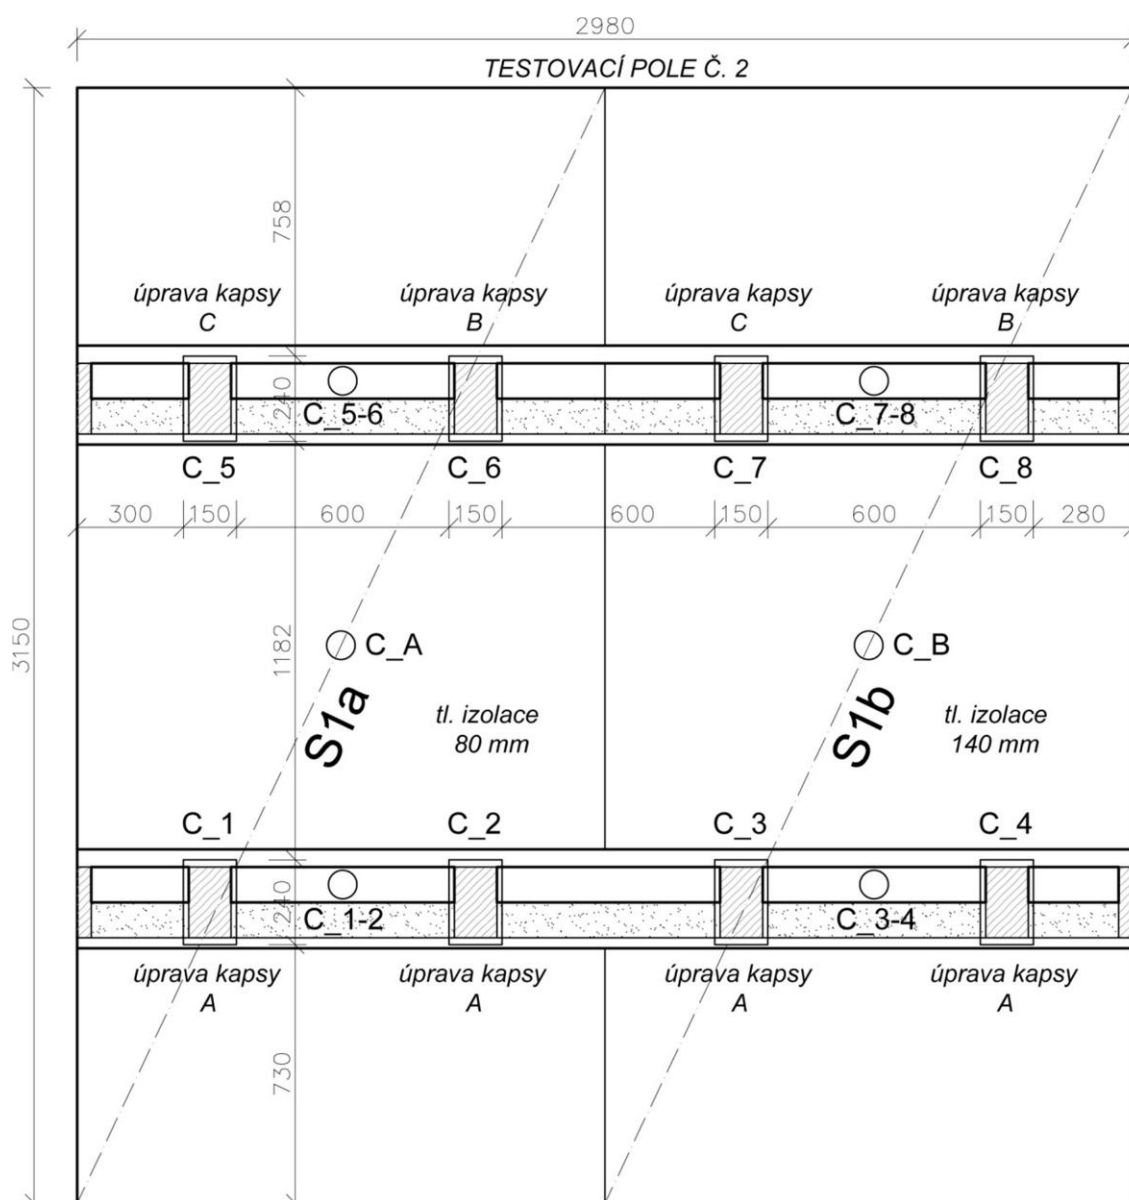 2980
TESTOVACÍ POLE Č. 2
758
úprava kapsy
C
úprava kapsy
B
úprava kapsy
C
úprava kapsy
B
240
C_5-6
C_7-8
C_5
C_6
C_7
C_8
300
150
600
150
600
150
600
150
280
3150
1182
C_A
C_B
S1a
tl. izolace
80 mm
S1b
tl. izolace
140 mm
C_1
C_2
C_3
C_4
240
C_1-2
C_3-4
úprava kapsy
A
úprava kapsy
A
úprava kapsy
A
úprava kapsy
A
730